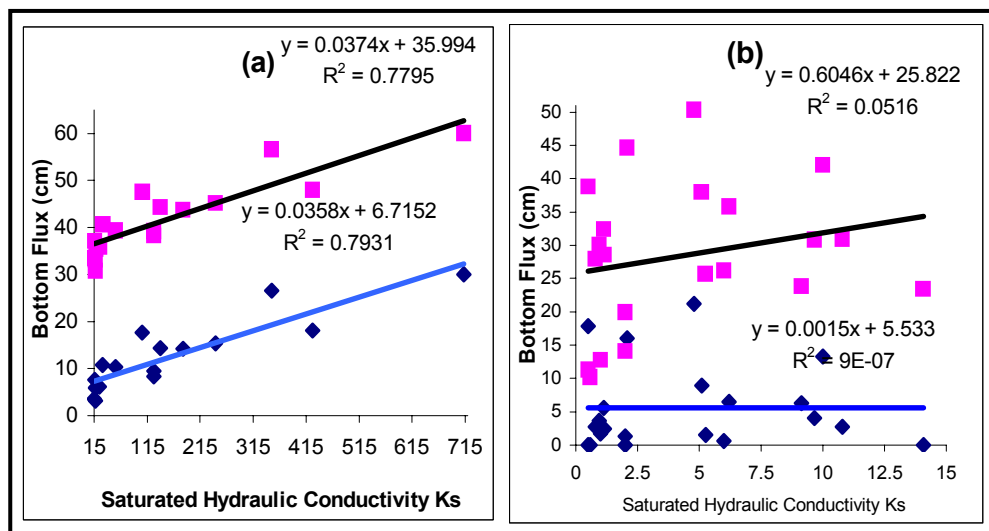 (a)
y = 0.0374x + 35.994
R² = 0.7795
y = 0.0358x + 6.7152
R² = 0.7931
Bottom Flux (cm)
60
50
40
30
20
10
0
15 115 215 315 415 515 615 715
Saturated Hydraulic Conductivity Ks
(b)
y = 0.6046x + 25.822
R² = 0.0516
y = 0.0015x + 5.533
R² = 9E-07
Bottom Flux (cm)
50
45
40
35
30
25
20
15
10
5
0
0 2.5 5 7.5 10 12.5 15
Saturated Hydraulic Conductivity Ks